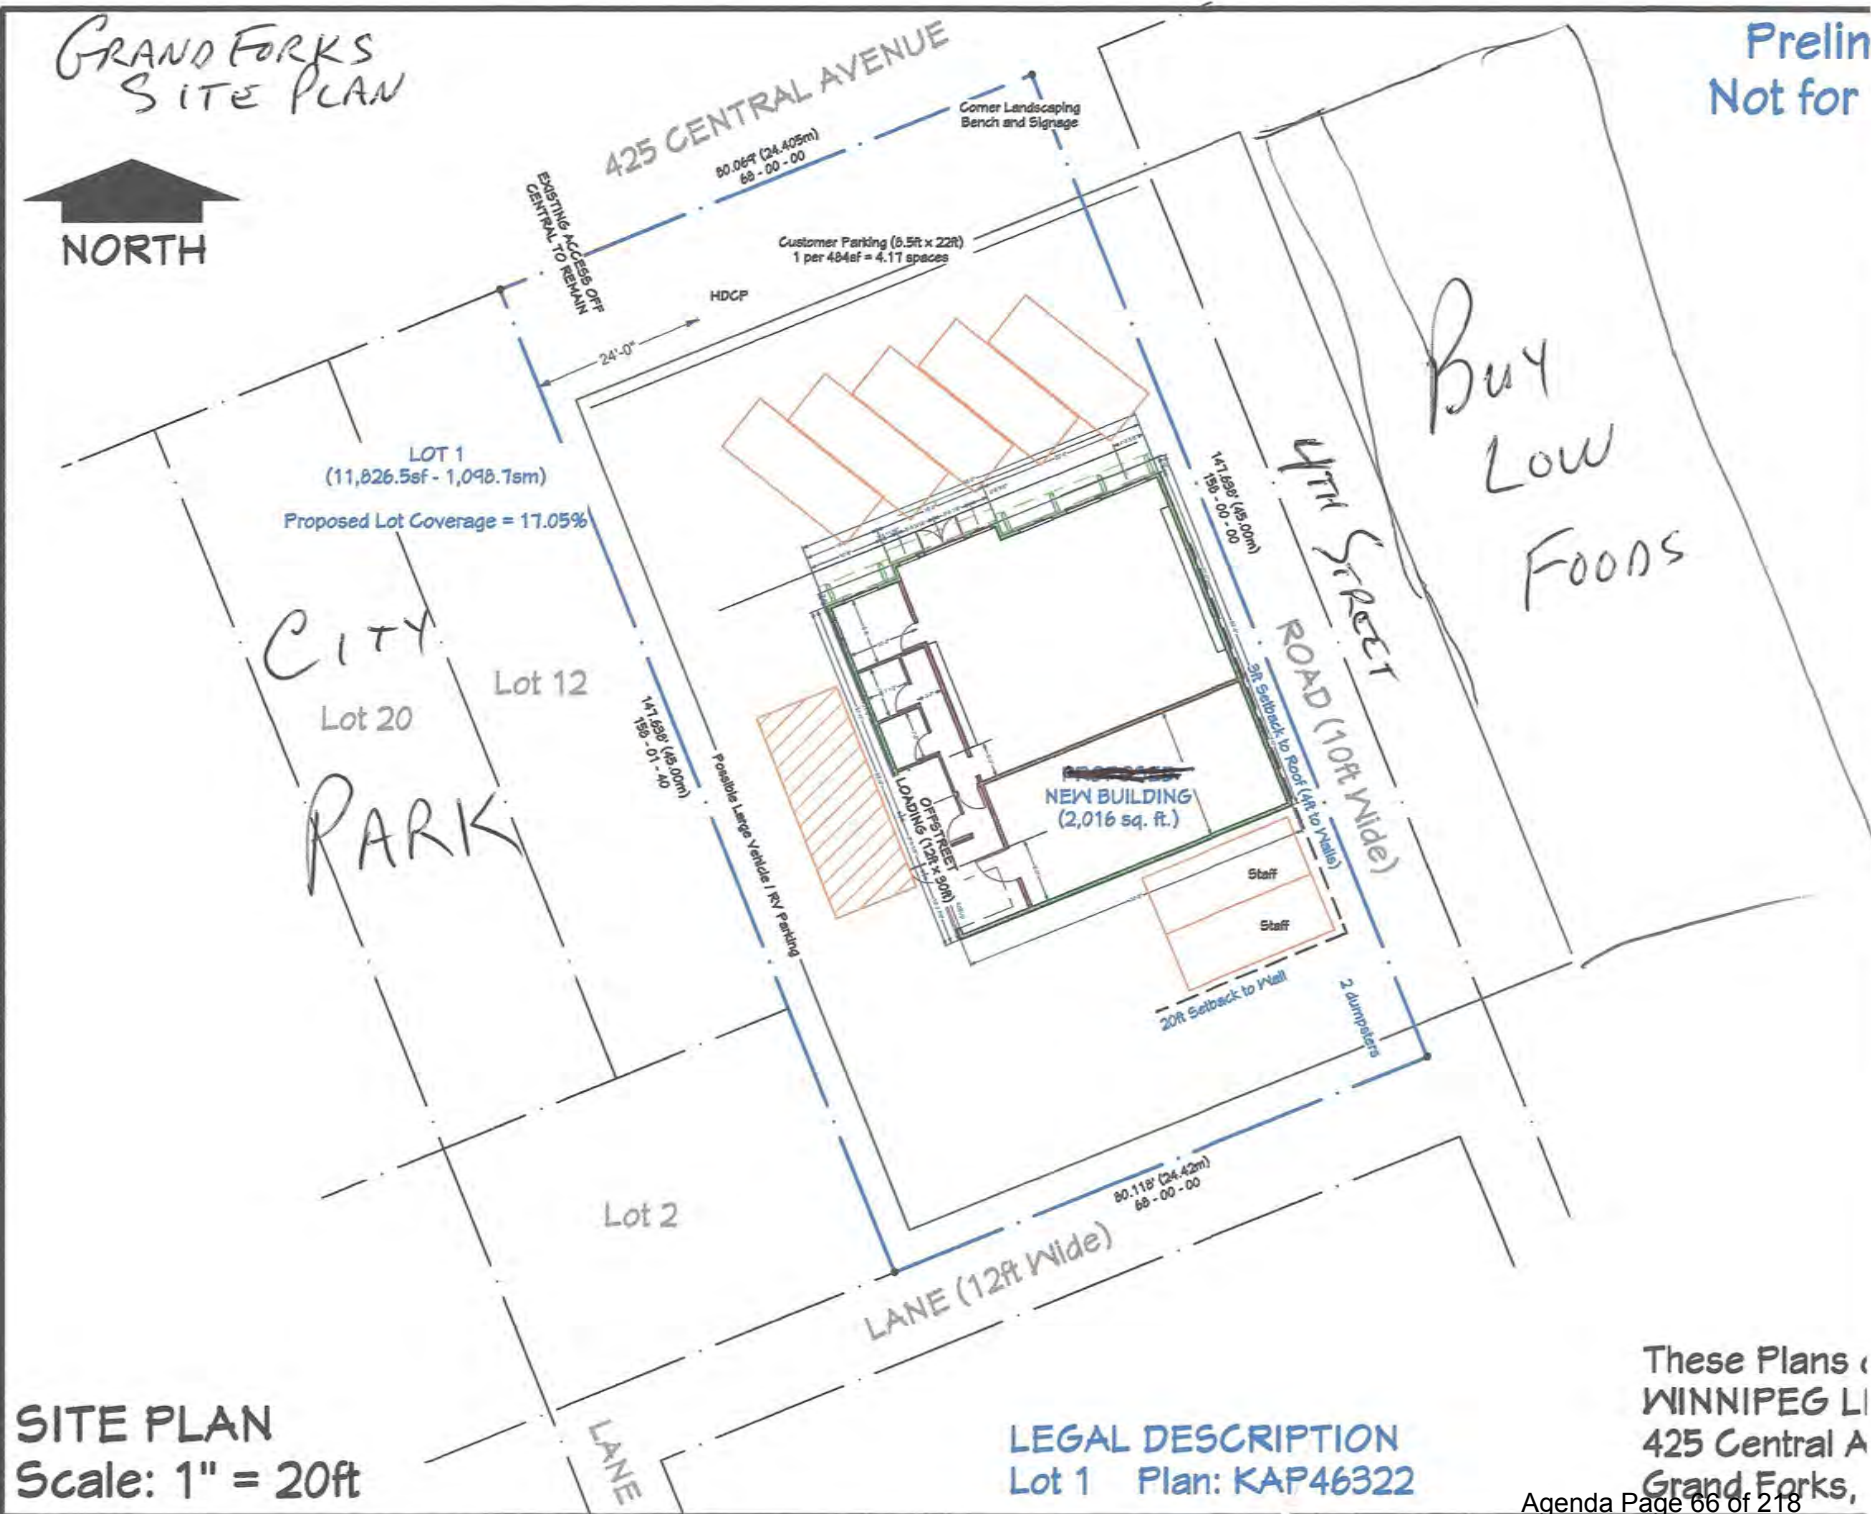 GRAND FORKS
SITE PLAN
Prelin
Not for
NORTH
425 CENTRAL AVENUE
80.069' (24.405m)
68 - 00 - 00
Corner Landscaping
Bench and Signage
EXISTING ACCESS OFF
CENTRAL TO REMAIN
Customer Parking (8.5ft x 22ft)
1 per 484sf = 4.17 spaces
HDCP
24'-0"
LOT 1
(11,826.5sf - 1,098.7sm)
Proposed Lot Coverage = 17.05%
BUY
LOW
FOODS
4TH STREET
147.638' (45.00m)
158 - 00 - 00
ROAD (10ft Wide)
3ft Setback to Roof (4ft to Walls)
CITY
PARK
Lot 20
Lot 12
147.638' (45.00m)
158 - 01 - 40
Possible Large Vehicle / RV Parking
OFFSTREET
LOADING (12ft x 30ft)
PROPOSED
NEW BUILDING
(2,016 sq. ft.)
Staff
Staff
20ft Setback to Wall
2 dumpsters
80.118' (24.42m)
68 - 00 - 00
Lot 2
LANE (12ft Wide)
LANE
SITE PLAN
Scale: 1" = 20ft
LEGAL DESCRIPTION
Lot 1 Plan: KAP46322
These Plans
WINNIPEG LI
425 Central A
Grand Forks,
Agenda Page 66 of 218